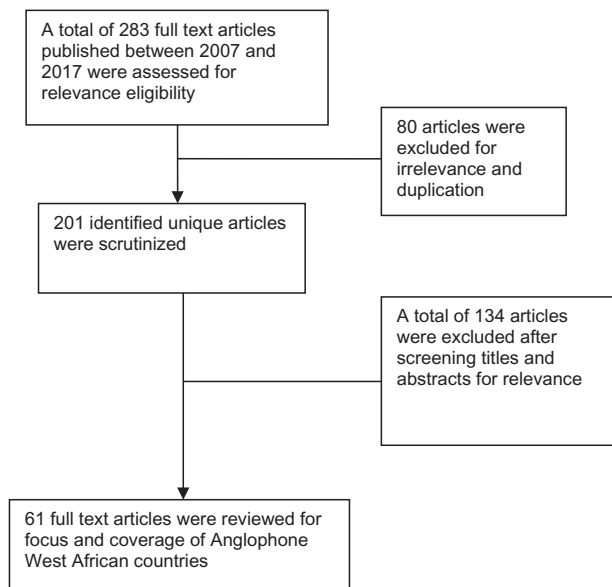 A total of 283 full text articles
published between 2007 and
2017 were assessed for
relevance eligibility
80 articles were
excluded for
irrelevance and
duplication
201 identified unique articles
were scrutinized
A total of 134 articles
were excluded after
screening titles and
abstracts for relevance
61 full text articles were reviewed for
focus and coverage of Anglophone
West African countries